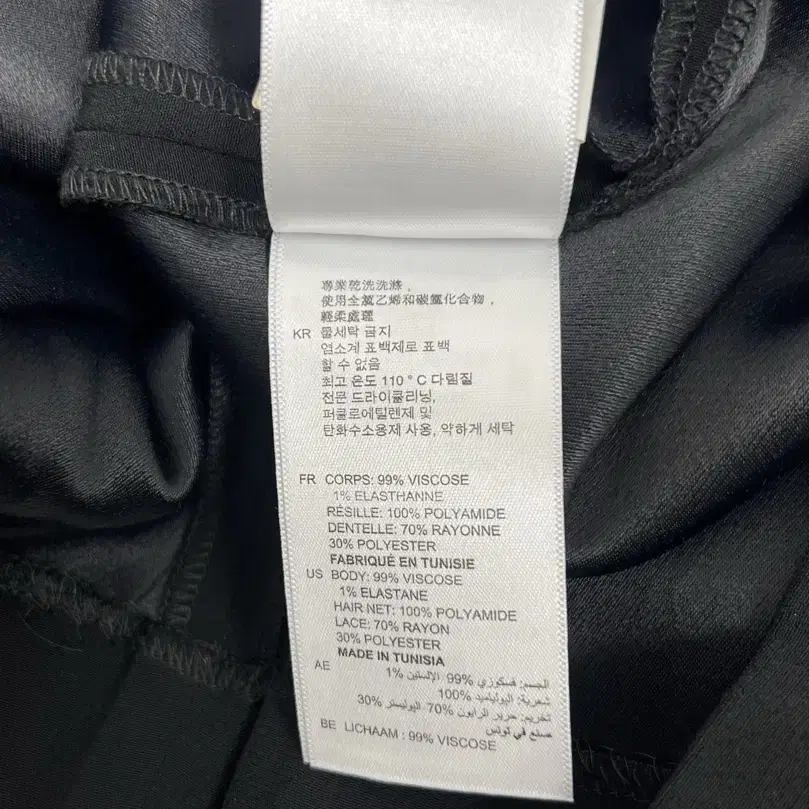 專業乾洗洗滌，
使用全氯乙烯和碳氫化合物，
輕柔處理
KR 물세탁 금지
염소계 표백제로 표백
할 수 없음
최고 온도 110 ° C 다림질
전문 드라이클리닝,
퍼클로에틸렌제 및
탄화수소용제 사용, 약하게 세탁
FR CORPS: 99% VISCOSE
1% ELASTHANNE
RÉSILLE: 100% POLYAMIDE
DENTELLE: 70% RAYONNE
30% POLYESTER
FABRIQUÉ EN TUNISIE
US BODY: 99% VISCOSE
1% ELASTANE
HAIR NET: 100% POLYAMIDE
LACE: 70% RAYON
30% POLYESTER
MADE IN TUNISIA
AE الجسم: فسكوزي 99% الإلستين 1%
شعرية: البوليميد 100%
تخريم: حرير الرايون 70% البوليستر 30%
صنع في تونس
BE LICHAAM : 99% VISCOSE